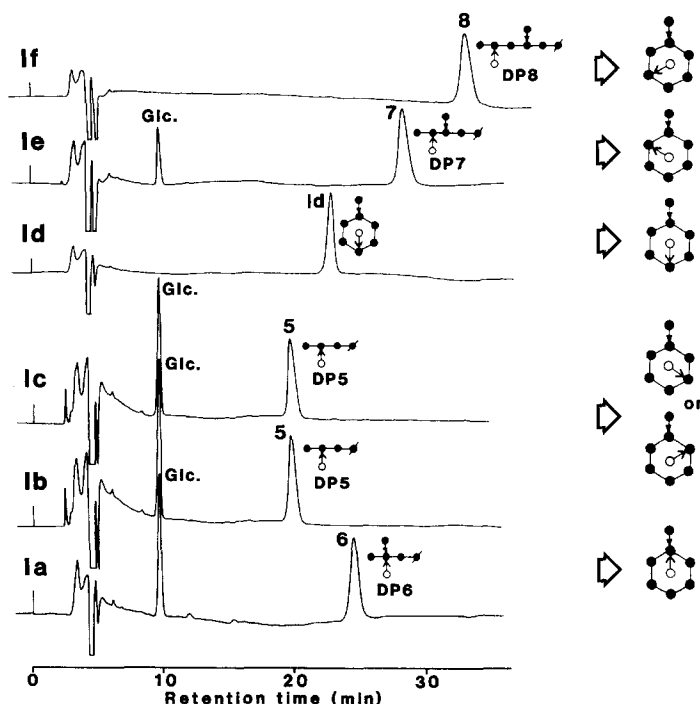 If
8
DP8
Ie
Glc.
7
DP7
Id
Id
Glc.
Ic
Glc.
5
DP5
or
Ib
Glc.
5
DP5
Ia
6
DP6
0 10 20 30
Retention time (min)